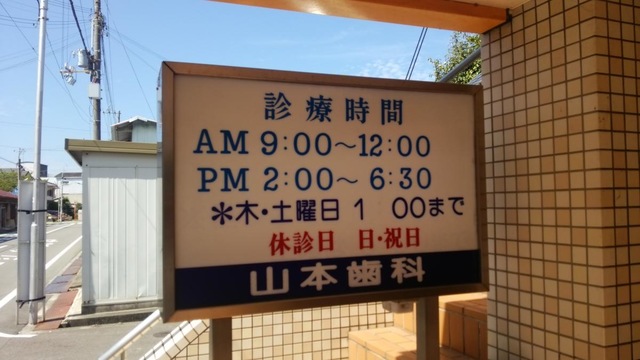 診療時間
AM 9:00～12:00
PM 2:00～ 6:30
＊木・土曜日 1 00まで
休診日 日・祝日
山本歯科